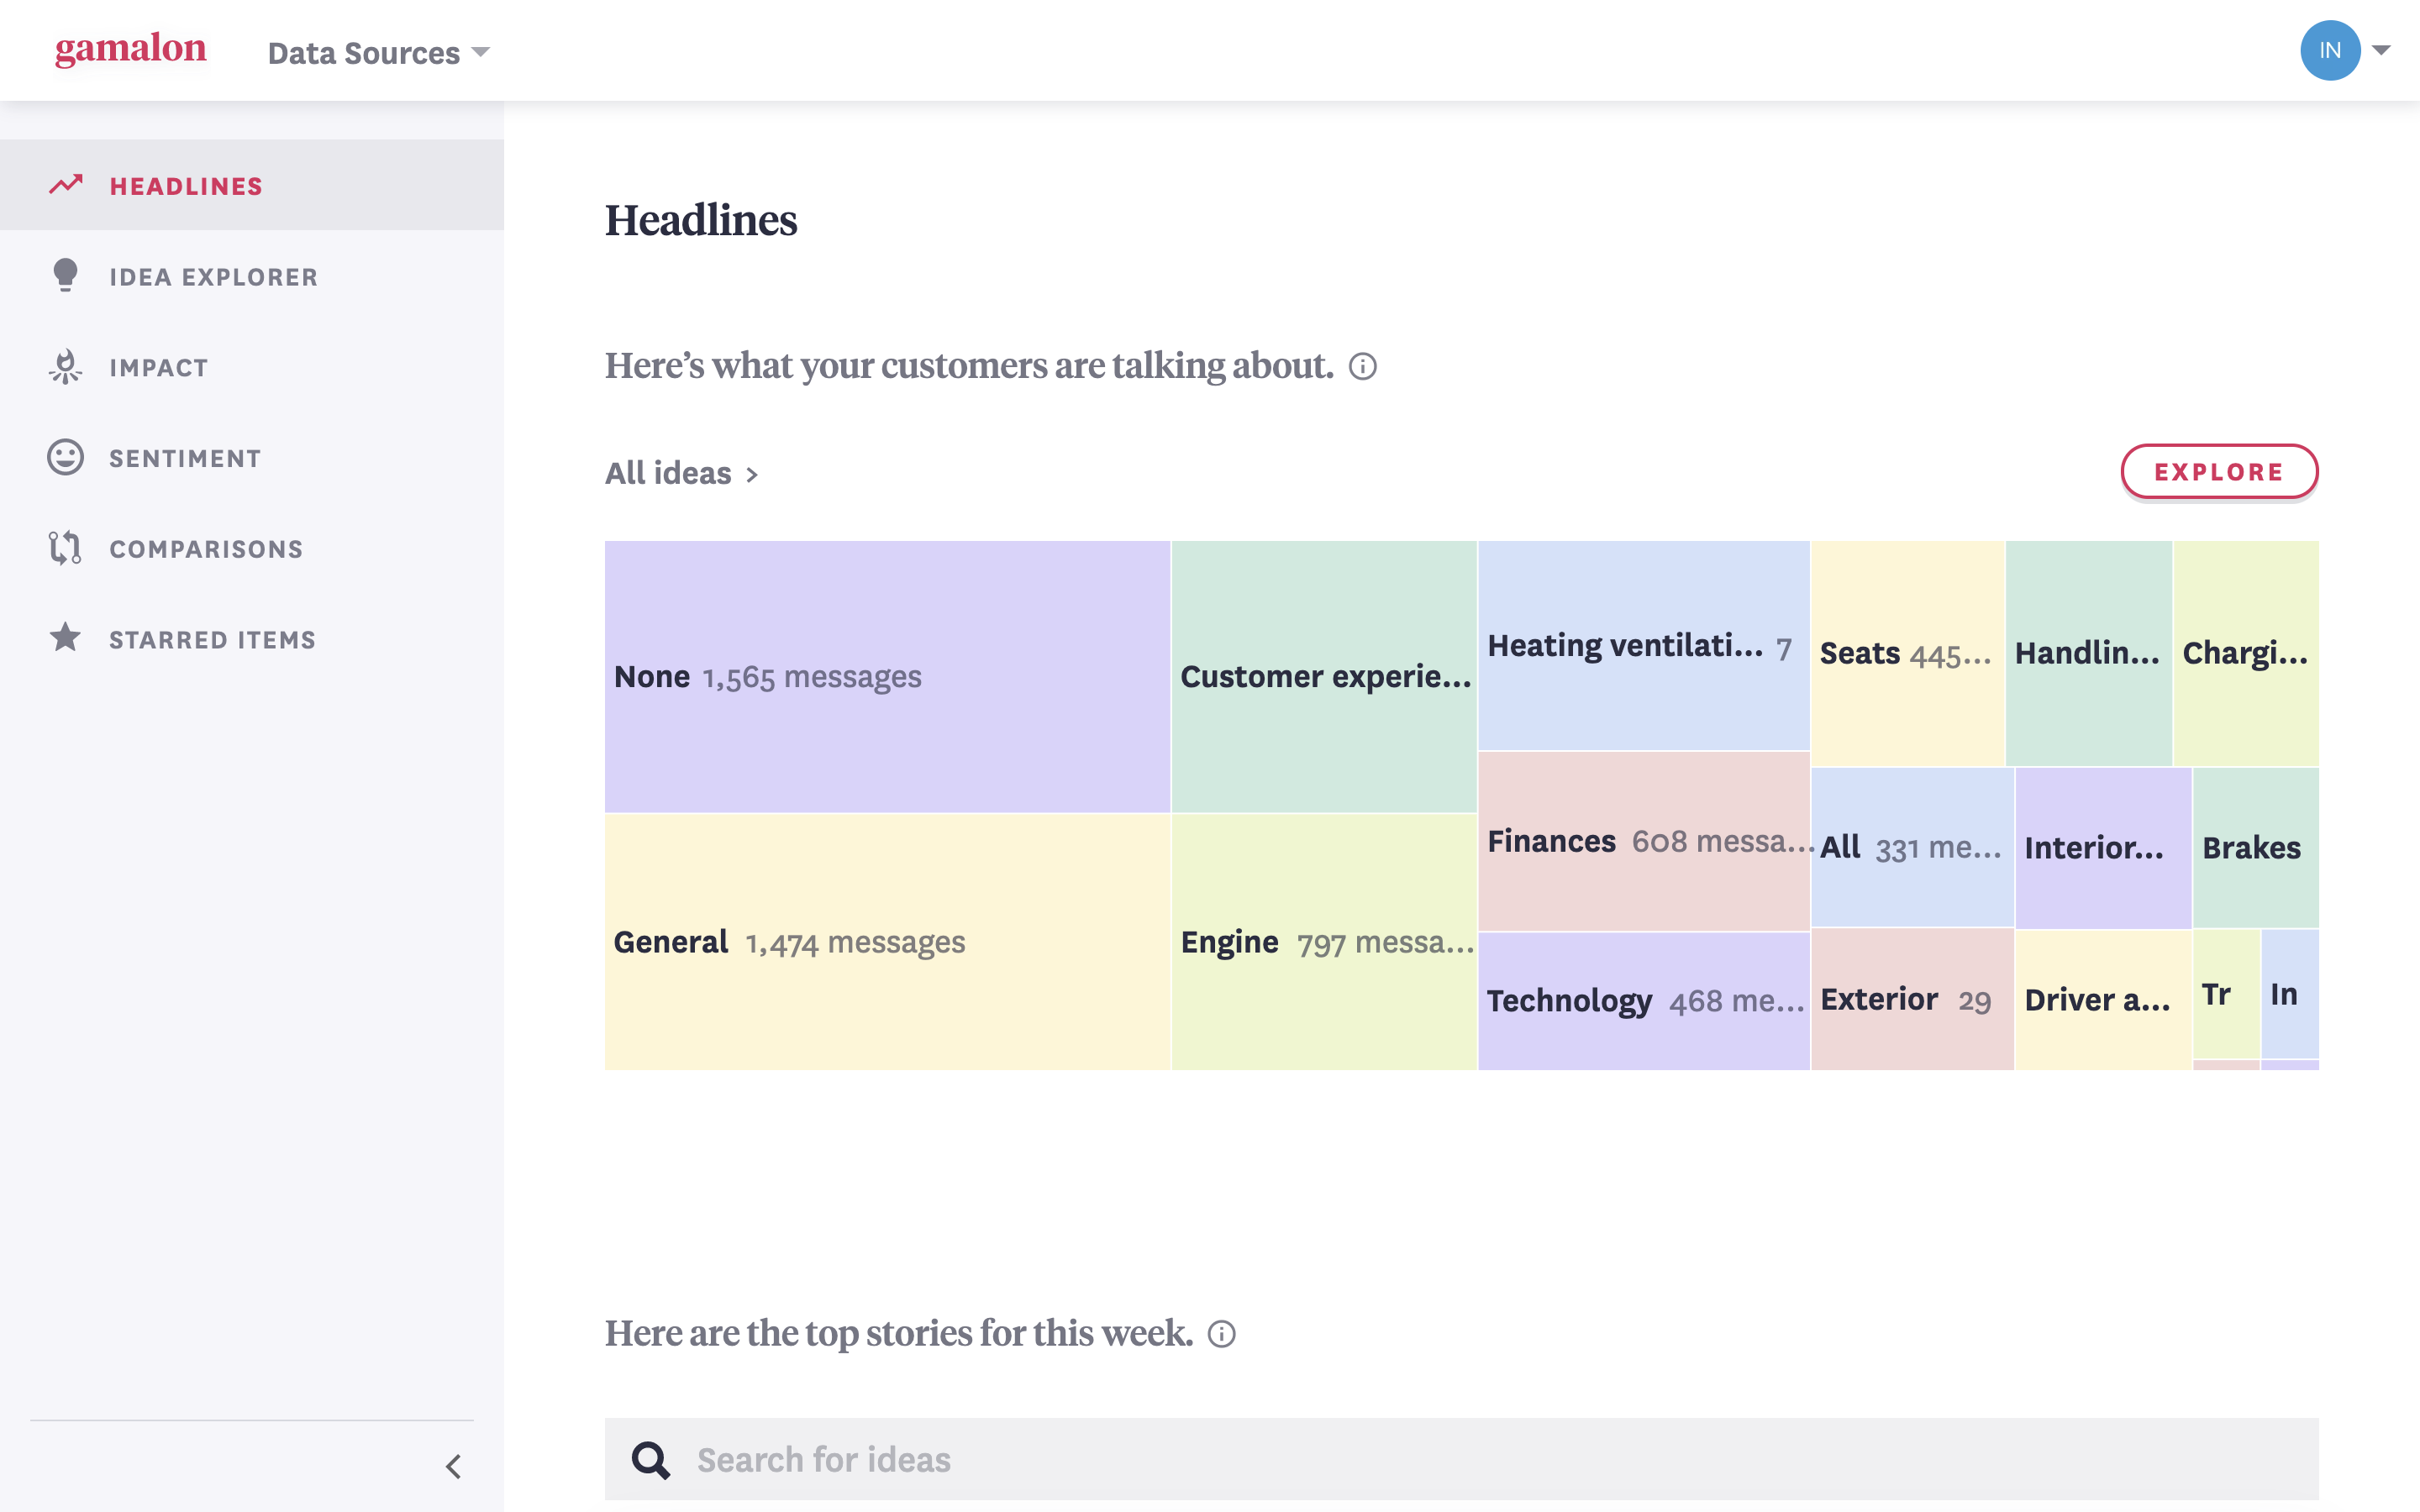 gamalon
Data Sources
IN
HEADLINES
IDEA EXPLORER
IMPACT
SENTIMENT
COMPARISONS
STARRED ITEMS
Headlines
Here's what your customers are talking about.
All ideas >
EXPLORE
None 1,565 messages
Customer experie...
Heating ventilati... 7
Seats 445...
Handlin...
Chargi...
General 1,474 messages
Engine 797 messa...
Finances 608 messa...
All 331 me...
Interior...
Brakes
Technology 468 me...
Exterior 29
Driver a...
Tr
In
Here are the top stories for this week.
Search for ideas